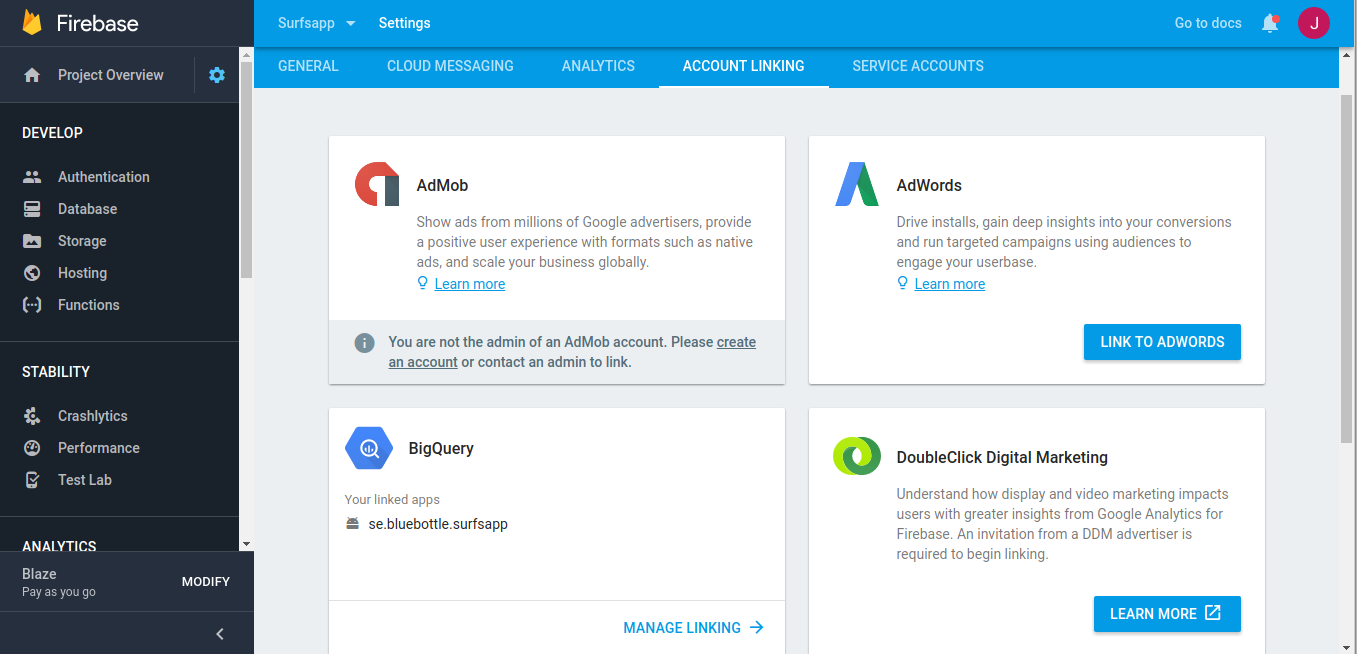 Firebase
Surfsapp
Settings
Go to docs
J
Project Overview
GENERAL
CLOUD MESSAGING
ANALYTICS
ACCOUNT LINKING
SERVICE ACCOUNTS
DEVELOP
Authentication
Database
Storage
Hosting
Functions
STABILITY
Crashlytics
Performance
Test Lab
ANALYTICS
Blaze
Pay as you go
MODIFY
AdMob
Show ads from millions of Google advertisers, provide
a positive user experience with formats such as native
ads, and scale your business globally.
Learn more
You are not the admin of an AdMob account. Please create
an account or contact an admin to link.
AdWords
Drive installs, gain deep insights into your conversions
and run targeted campaigns using audiences to
engage your userbase.
Learn more
LINK TO ADWORDS
BigQuery
Your linked apps
se.bluebottle.surfsapp
MANAGE LINKING
DoubleClick Digital Marketing
Understand how display and video marketing impacts
users with greater insights from Google Analytics for
Firebase. An invitation from a DDM advertiser is
required to begin linking.
LEARN MORE